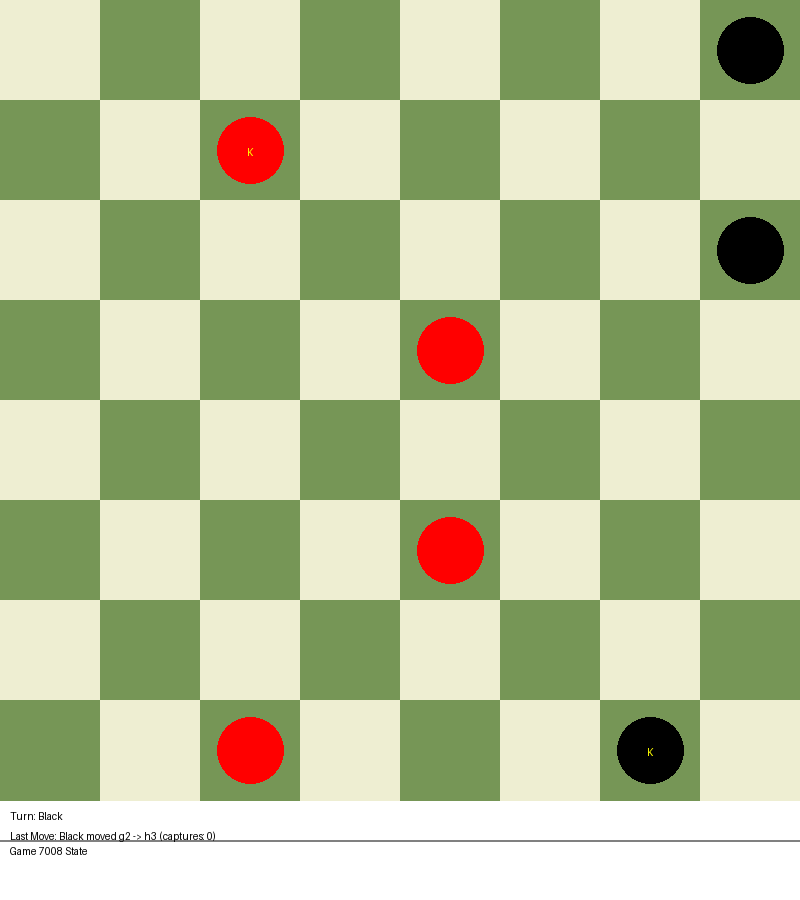 K
K
Turn: Black
Last Move: Black moved g2 -> h3 (captures: 0)
Game 7008 State